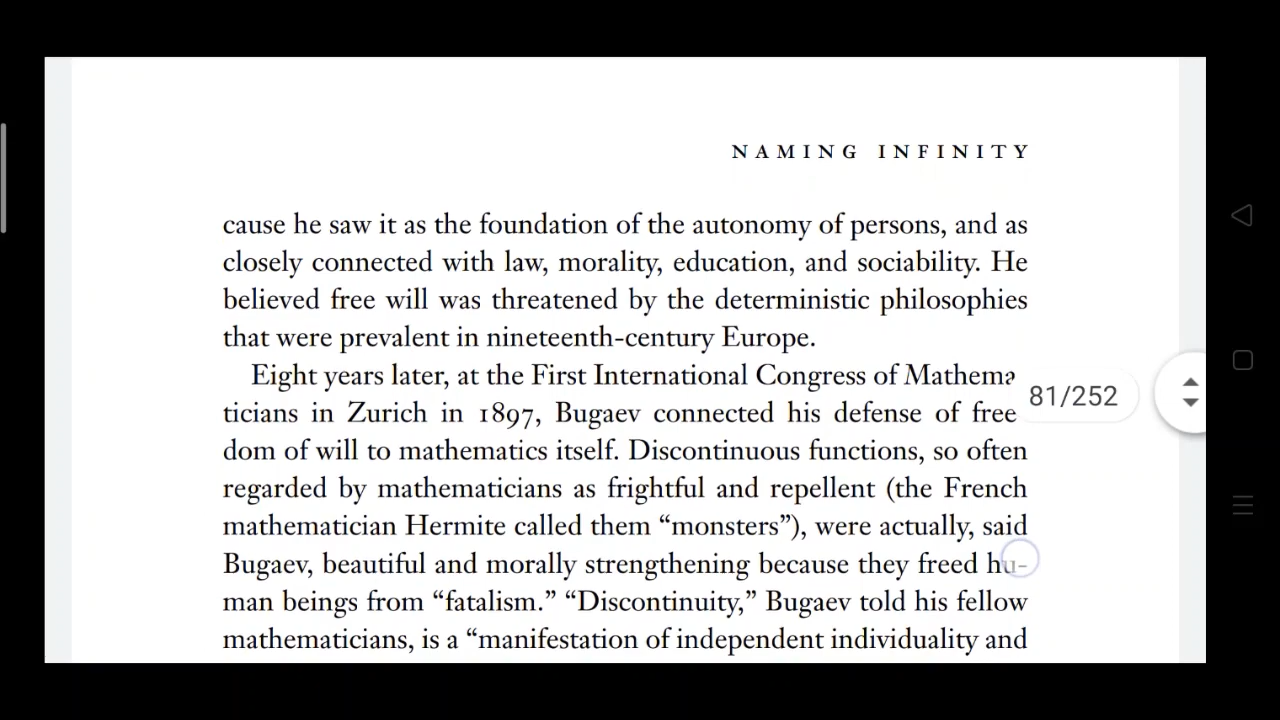 NAMING INFINITY
cause he saw it as the foundation of the autonomy of persons, and as
closely connected with law, morality, education, and sociability. He
believed free will was threatened by the deterministic philosophies
that were prevalent in nineteenth-century Europe.
Eight years later, at the First International Congress of Mathema
ticians in Zurich in 1897, Bugaev connected his defense of free
dom of will to mathematics itself. Discontinuous functions, so often
regarded by mathematicians as frightful and repellent (the French
mathematician Hermite called them “monsters”), were actually, said
Bugaev, beautiful and morally strengthening because they freed hu-
man beings from “fatalism.” “Discontinuity,” Bugaev told his fellow
mathematicians, is a “manifestation of independent individuality and
81/252